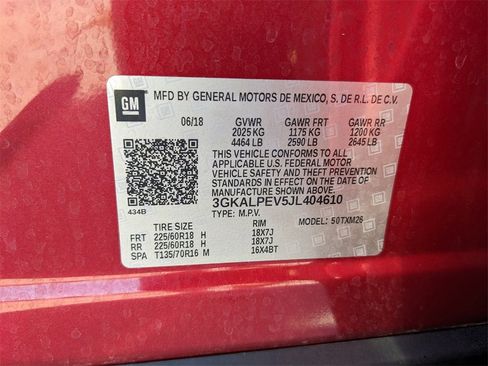 GM
MFD BY GENERAL MOTORS DE MEXICO, S. DE R.L. DE C.V.
06/18 GVWR GAWR FRT GAWR RR
2025 KG 1175 KG 1200 KG
4464 LB 2590 LB 2645 LB
THIS VEHICLE CONFORMS TO ALL
APPLICABLE U.S. FEDERAL MOTOR
VEHICLE SAFETY, BUMPER, AND THEFT
PREVENTION STANDARDS IN EFFECT ON
THE DATE OF MANUFACTURE SHOWN ABOVE.
3GKALPEV5JL404610
434B TYPE: M.P.V. MODEL: 50TXM26
TIRE SIZE RIM
FRT 225/60R18 H 18X7J
RR 225/60R18 H 18X7J
SPA T135/70R16 M 16X4BT